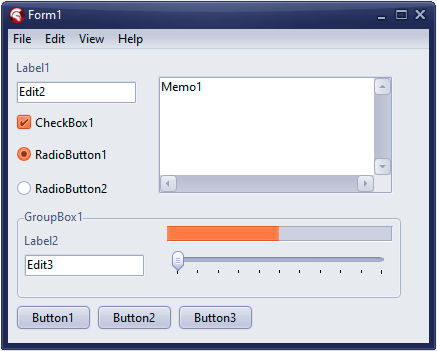 Form1
File Edit View Help
Label1
Edit2
Memo1
CheckBox1
RadioButton1
RadioButton2
GroupBox1
Label2
Edit3
Button1 Button2 Button3